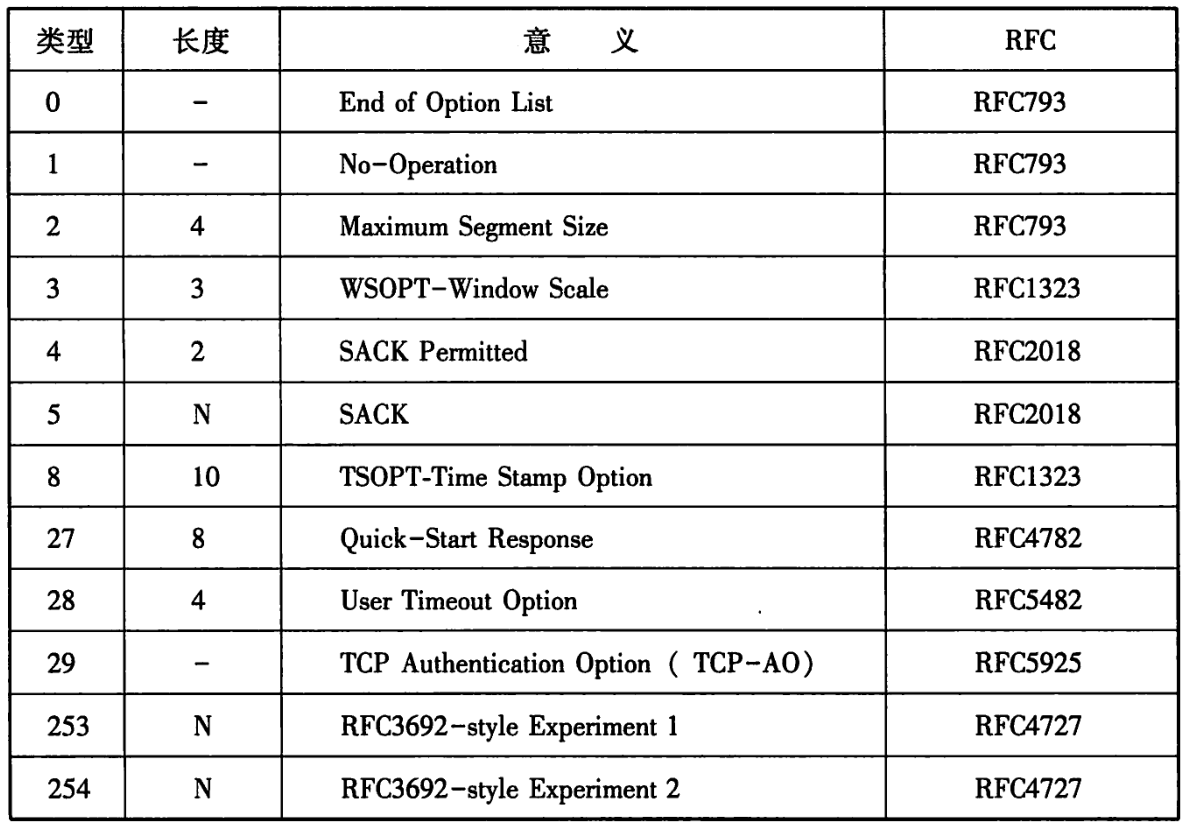 类型 长度 意 义 RFC
0 - End of Option List RFC793
1 - No-Operation RFC793
2 4 Maximum Segment Size RFC793
3 3 WSOPT-Window Scale RFC1323
4 2 SACK Permitted RFC2018
5 N SACK RFC2018
8 10 TSOPT-Time Stamp Option RFC1323
27 8 Quick-Start Response RFC4782
28 4 User Timeout Option RFC5482
29 - TCP Authentication Option ( TCP-AO) RFC5925
253 N RFC3692-style Experiment 1 RFC4727
254 N RFC3692-style Experiment 2 RFC4727